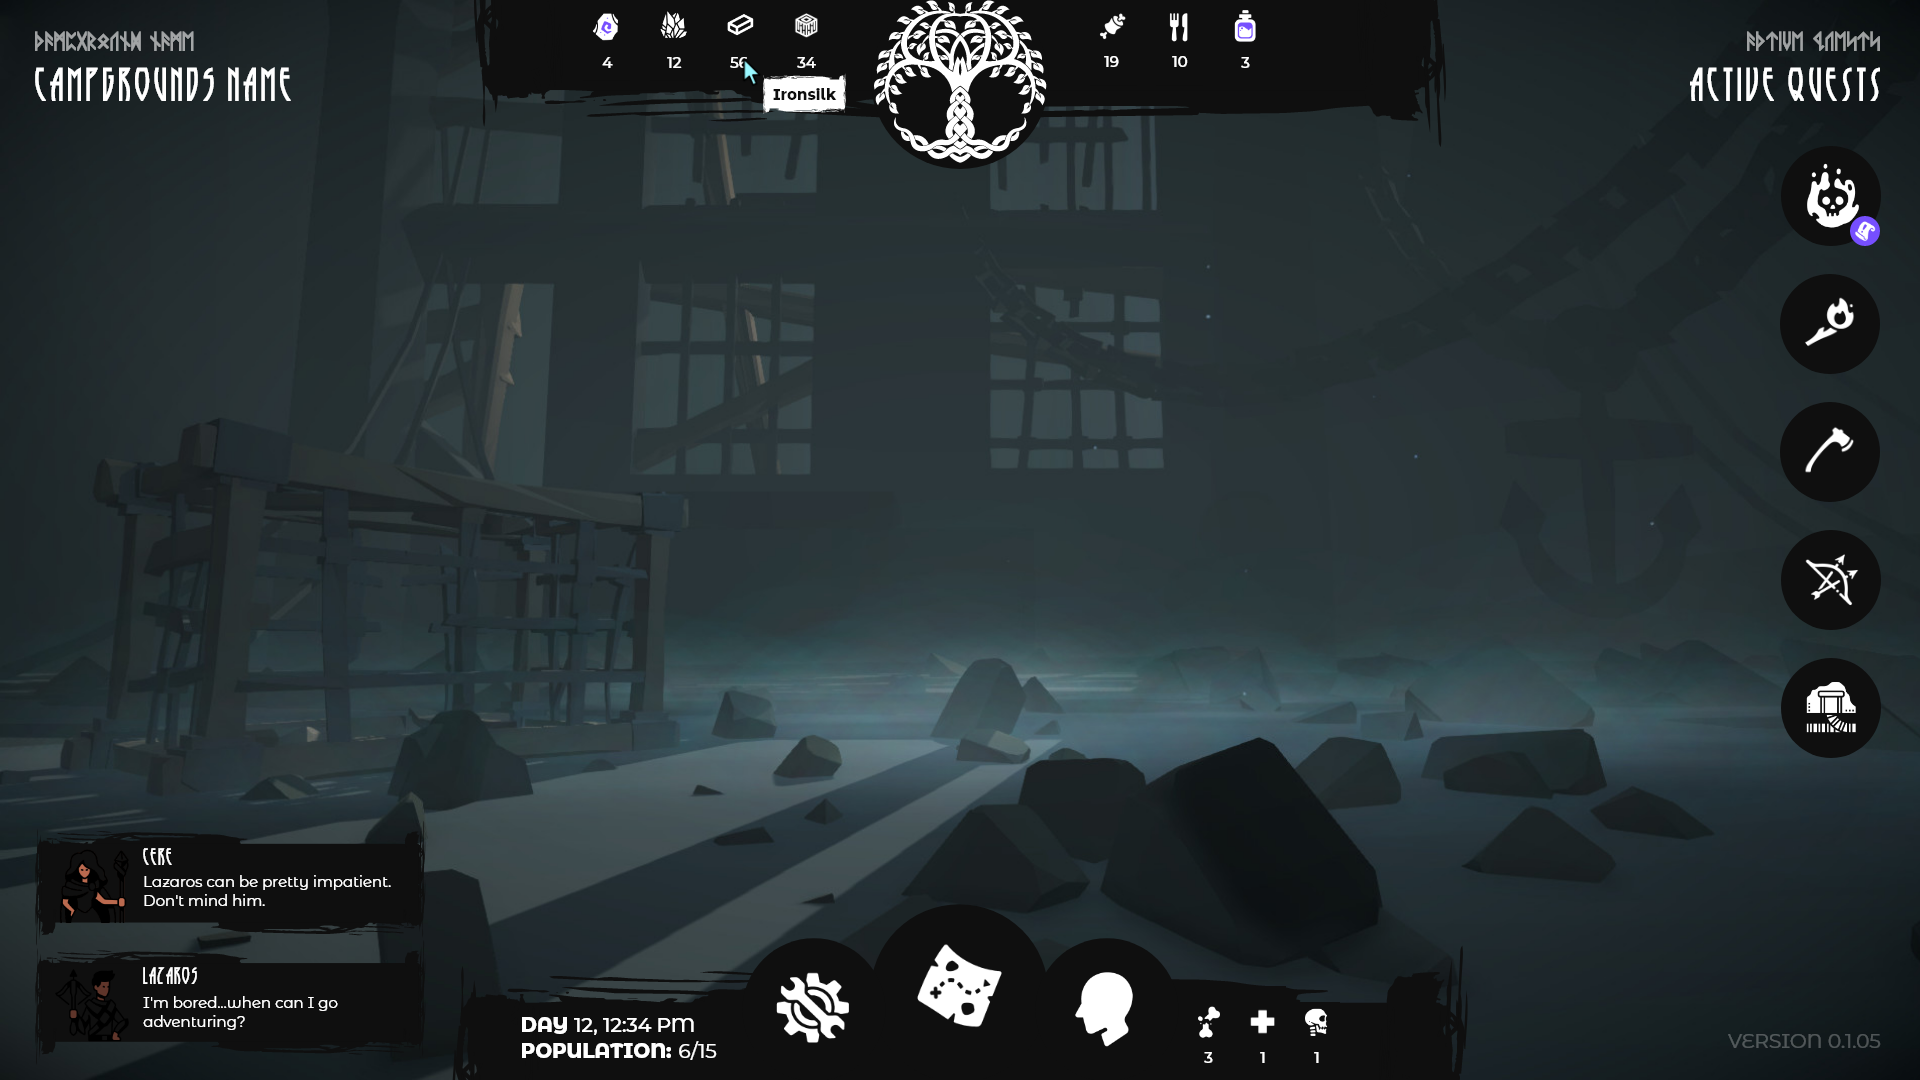 CAMPGROUNDS NAME
4 12 56 34
Ironsilk
19 10 3
ACTIVE QUESTS
CERE
Lazaros can be pretty impatient.
Don't mind him.
LAZAROS
I'm bored...when can I go
adventuring?
DAY 12, 12:34 PM
POPULATION: 6/15
3 1 1
VERSION 0.1.05